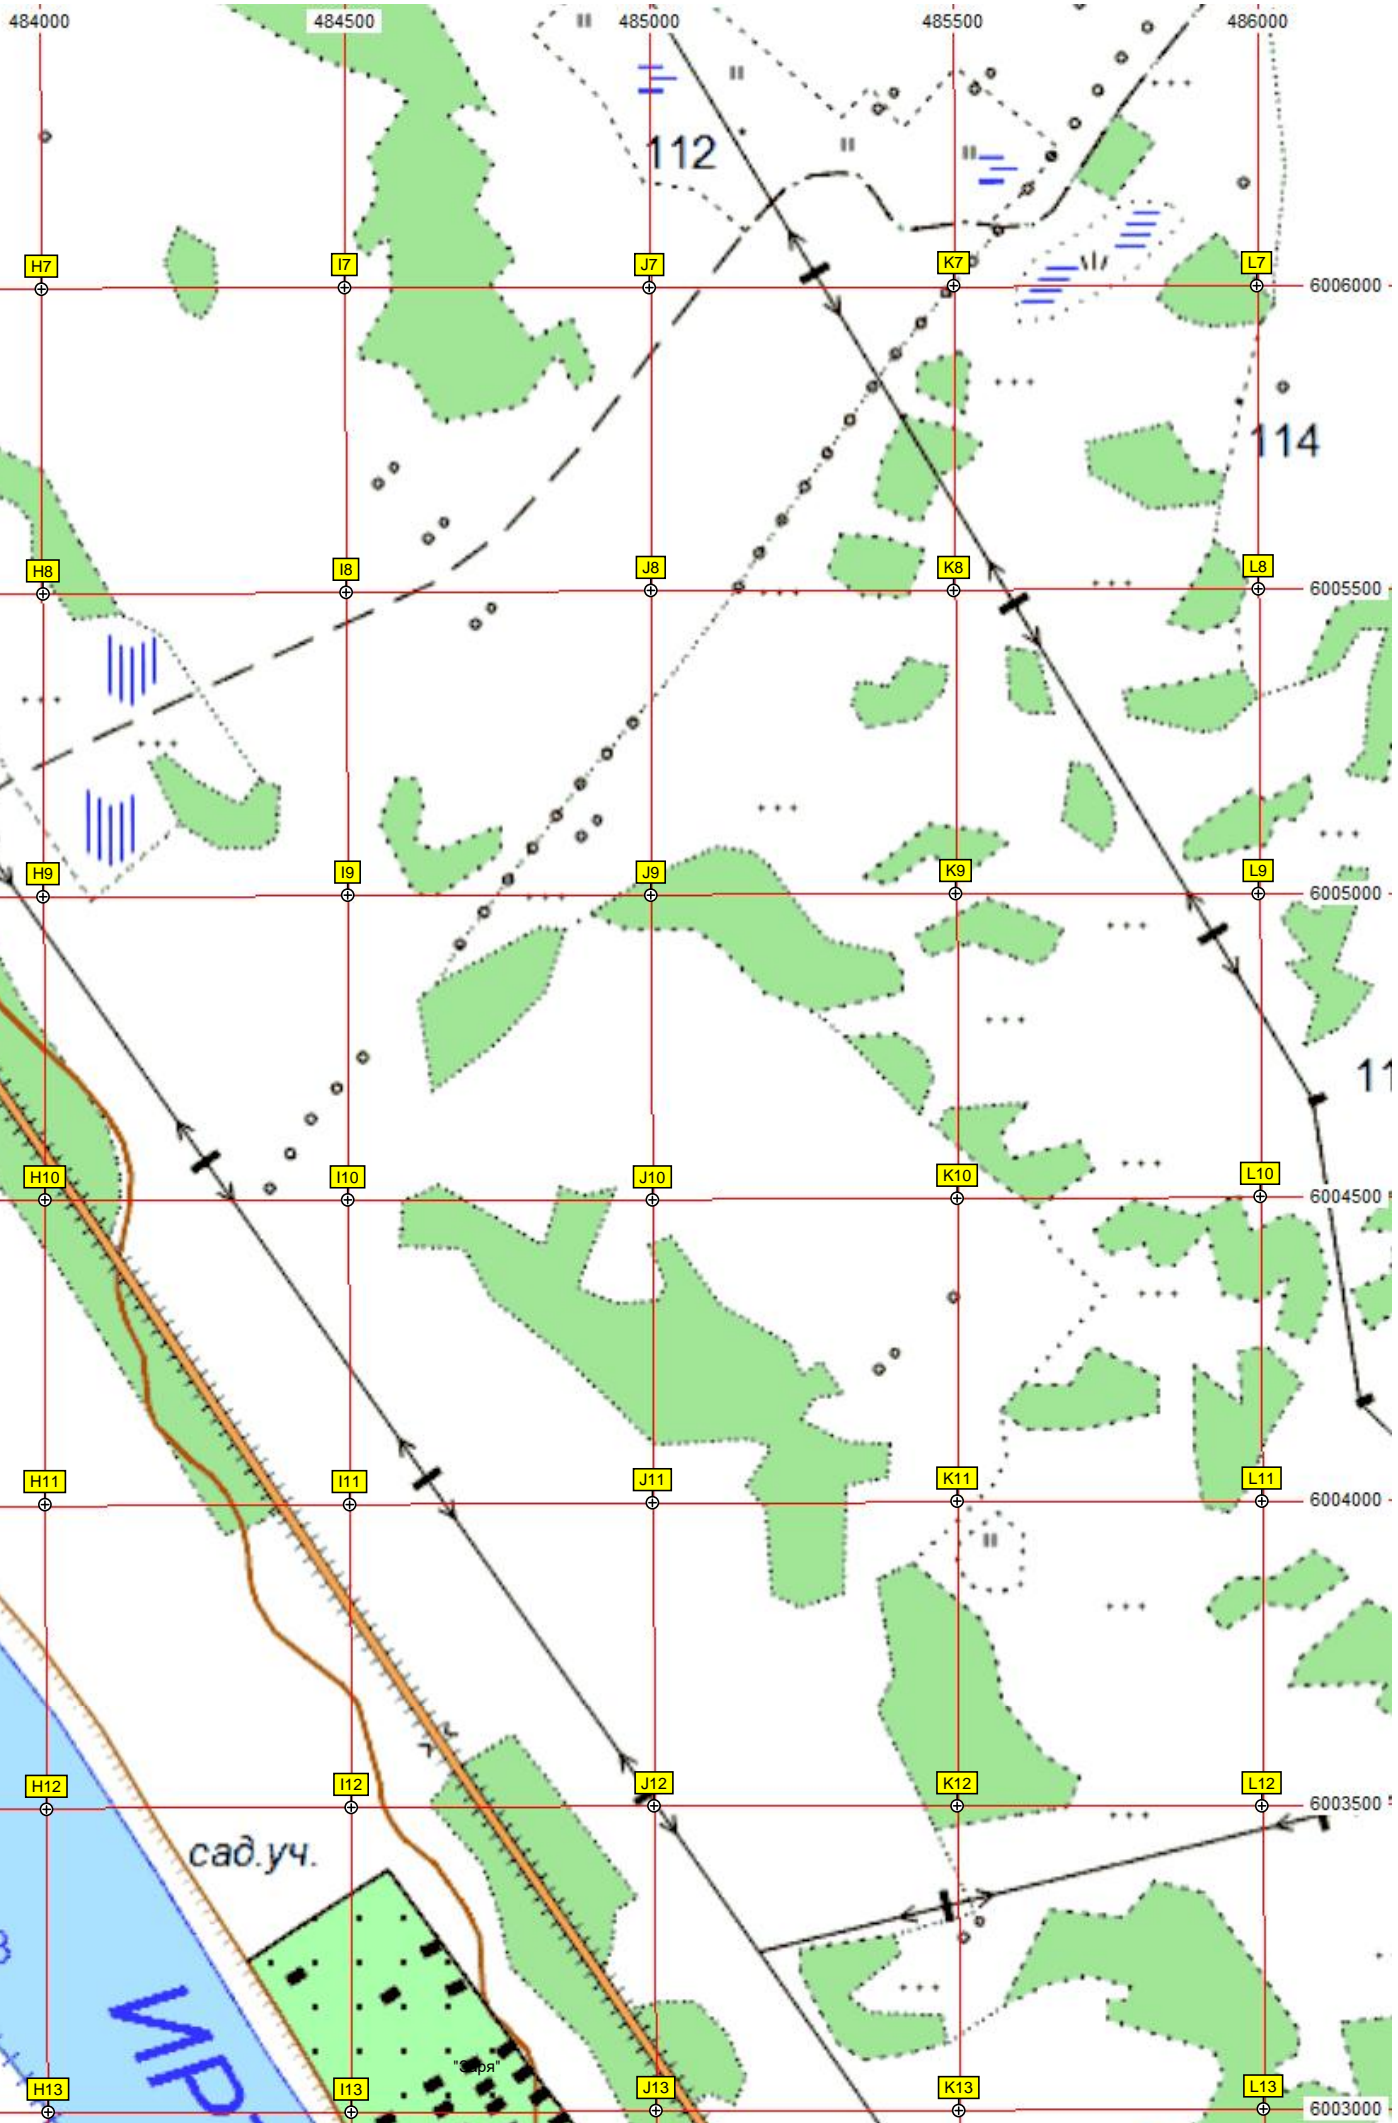 484000 484500 485000 485500 486000
112
H7 I7 J7 K7 L7 6006000
114
H8 I8 J8 K8 L8 6005500
H9 I9 J9 K9 L9 6005000
11
H10 I10 J10 K10 L10 6004500
H11 I11 J11 K11 L11 6004000
H12 I12 J12 K12 L12 6003500
сад.уч.
ИР
H13 I13 J13 K13 L13 6003000